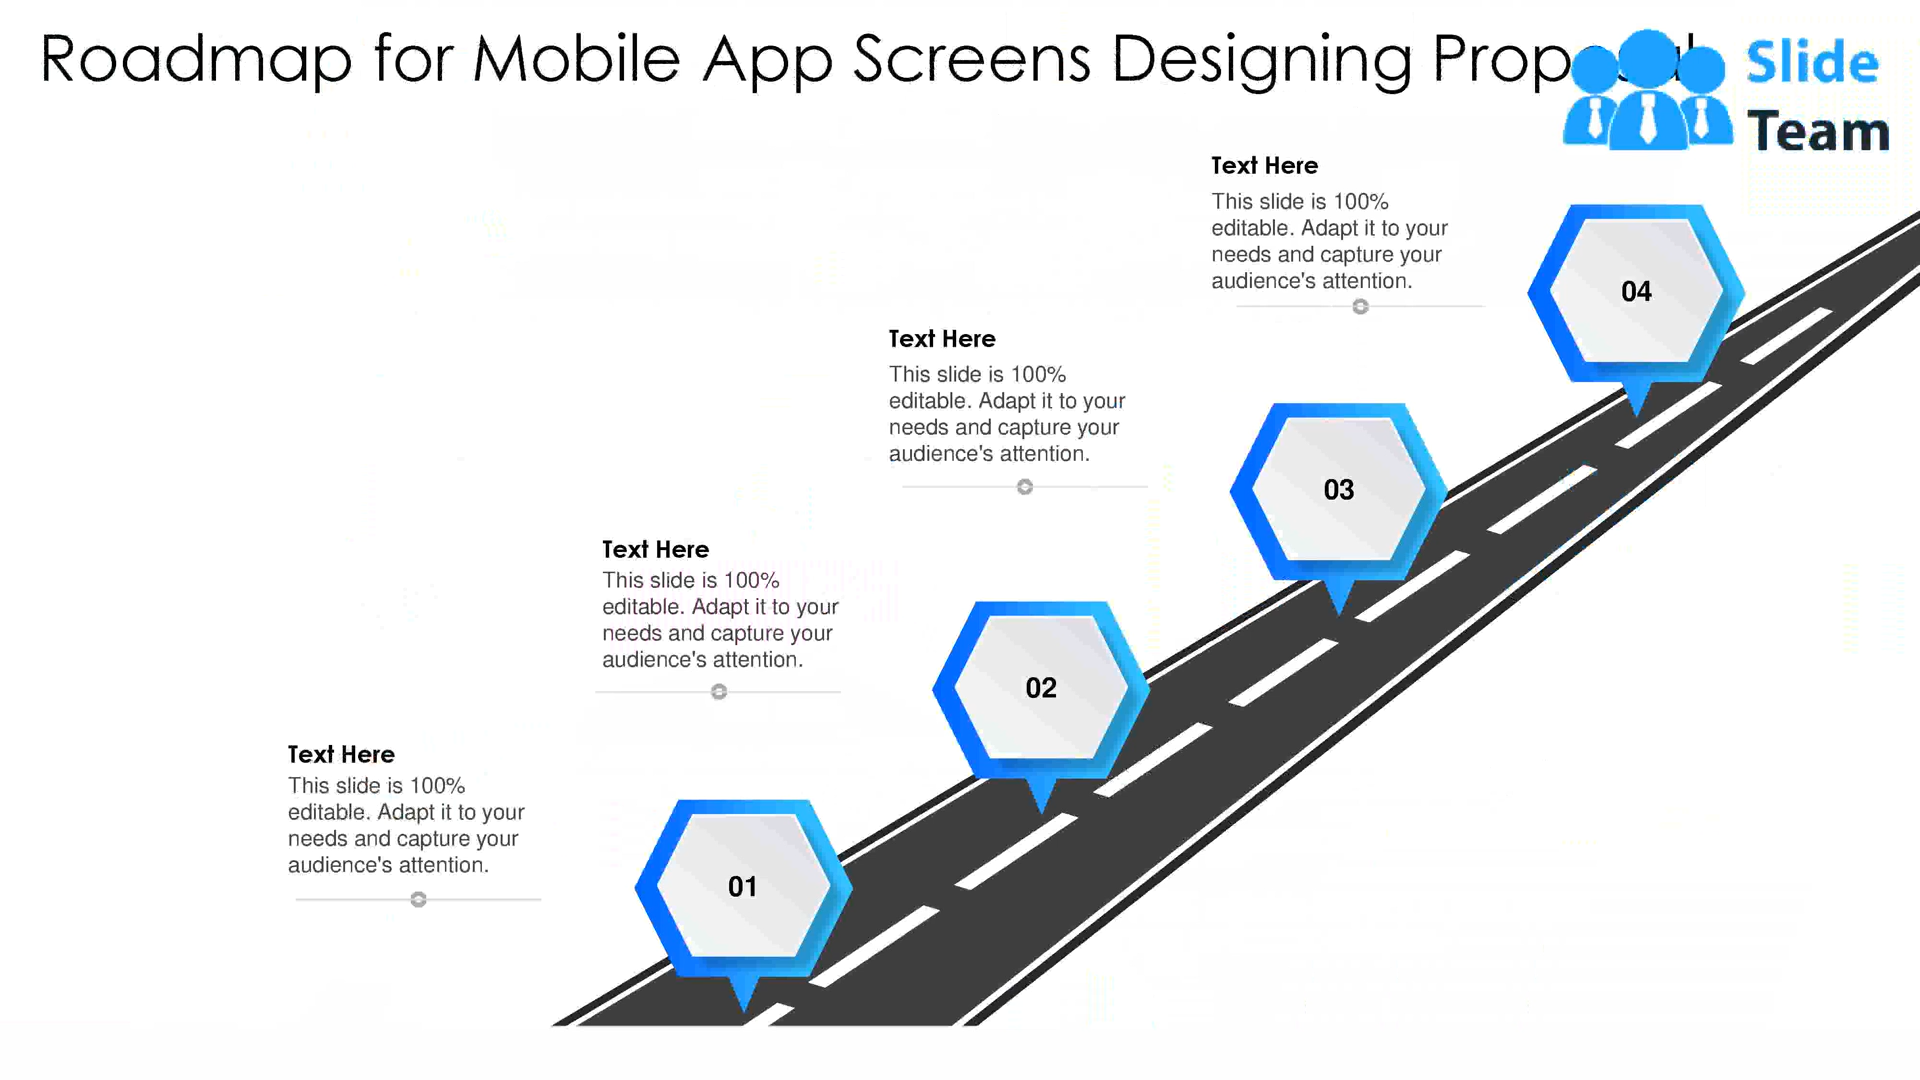 Roadmap for Mobile App Screens Designing Proposal
Slide
Team
Text Here
This slide is 100%
editable. Adapt it to your
needs and capture your
audience's attention.
04
Text Here
This slide is 100%
editable. Adapt it to your
needs and capture your
audience's attention.
03
Text Here
This slide is 100%
editable. Adapt it to your
needs and capture your
audience's attention.
02
Text Here
This slide is 100%
editable. Adapt it to your
needs and capture your
audience's attention.
01